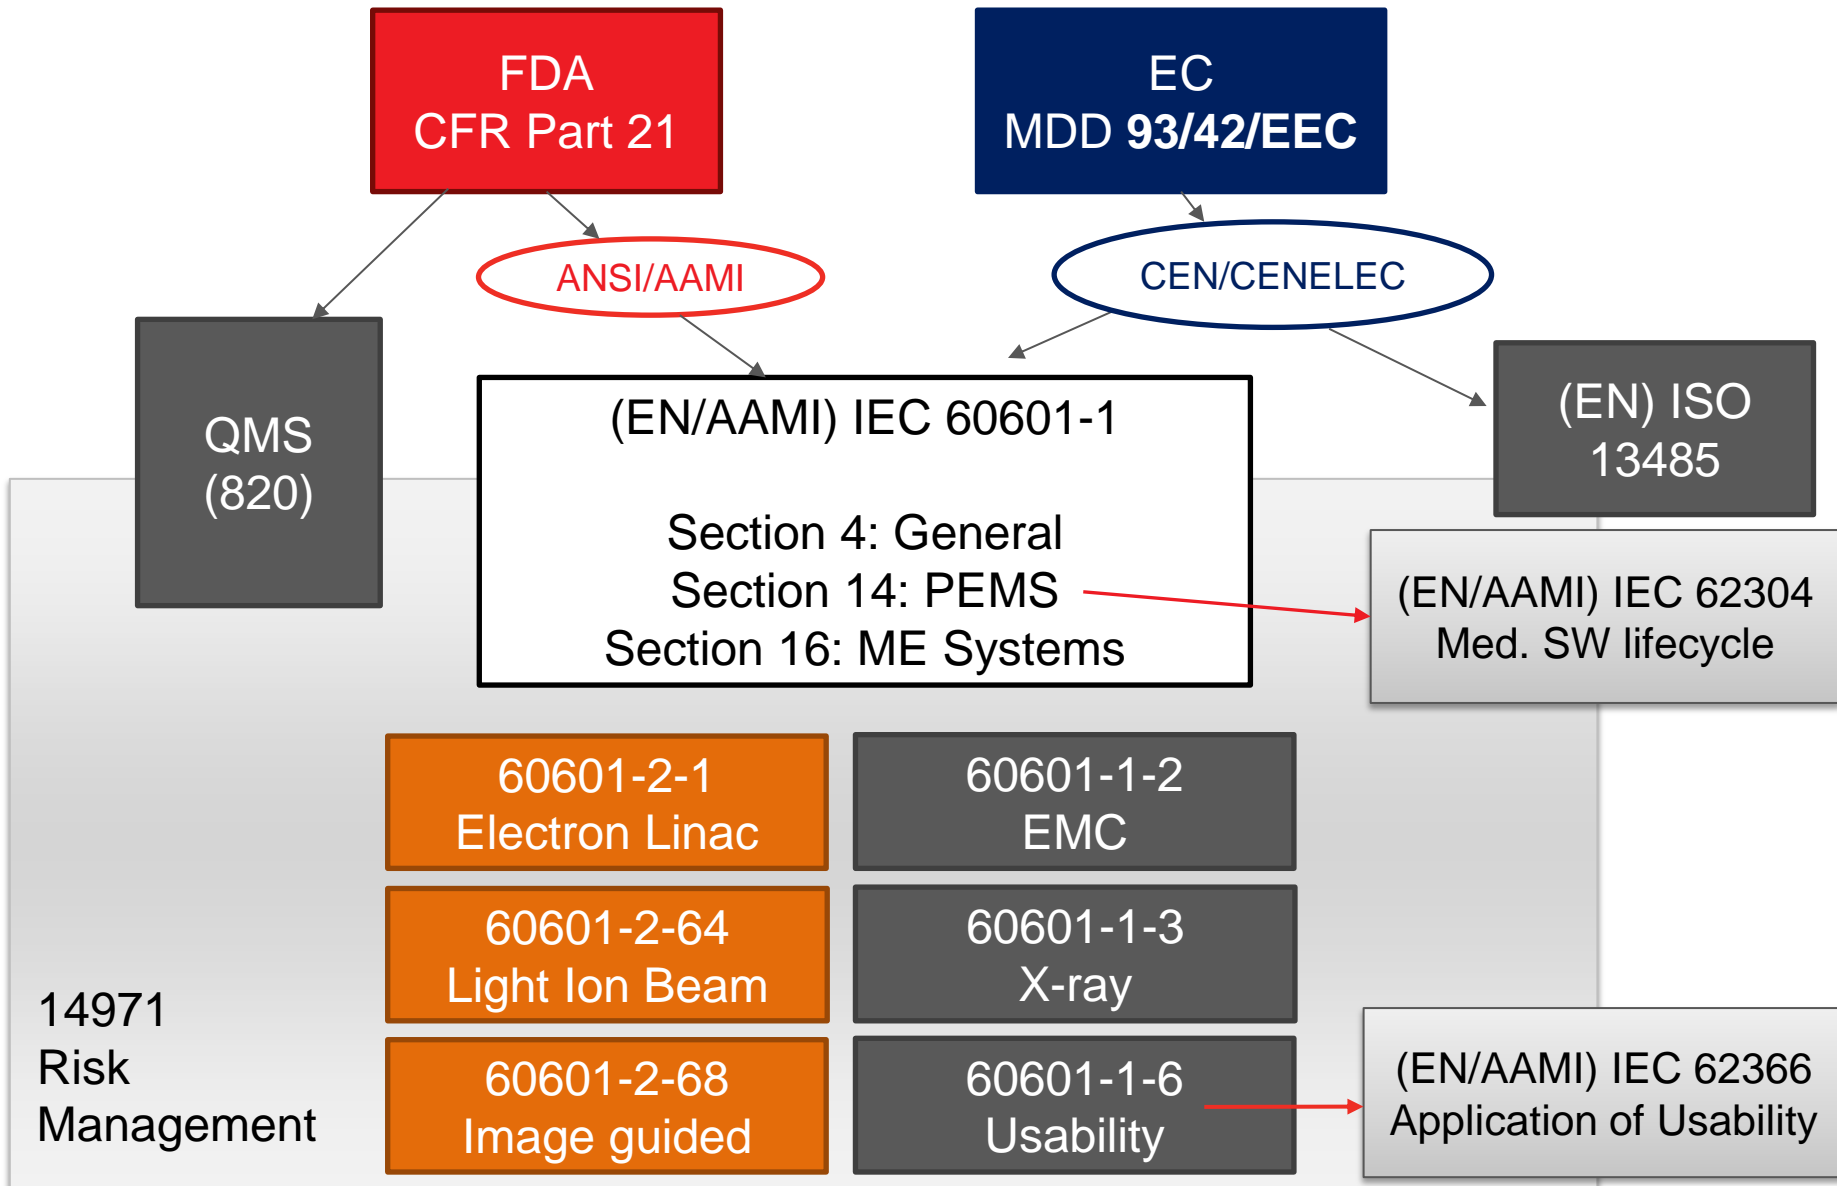 FDA
CFR Part 21
EC
MDD 93/42/EEC
ANSI/AAMI
CEN/CENELEC
QMS
(820)
(EN/AAMI) IEC 60601-1
Section 4: General
Section 14: PEMS
Section 16: ME Systems
(EN) ISO
13485
(EN/AAMI) IEC 62304
Med. SW lifecycle
60601-2-1
Electron Linac
60601-1-2
EMC
60601-2-64
Light Ion Beam
60601-1-3
X-ray
14971
Risk
Management
60601-2-68
Image guided
60601-1-6
Usability
(EN/AAMI) IEC 62366
Application of Usability